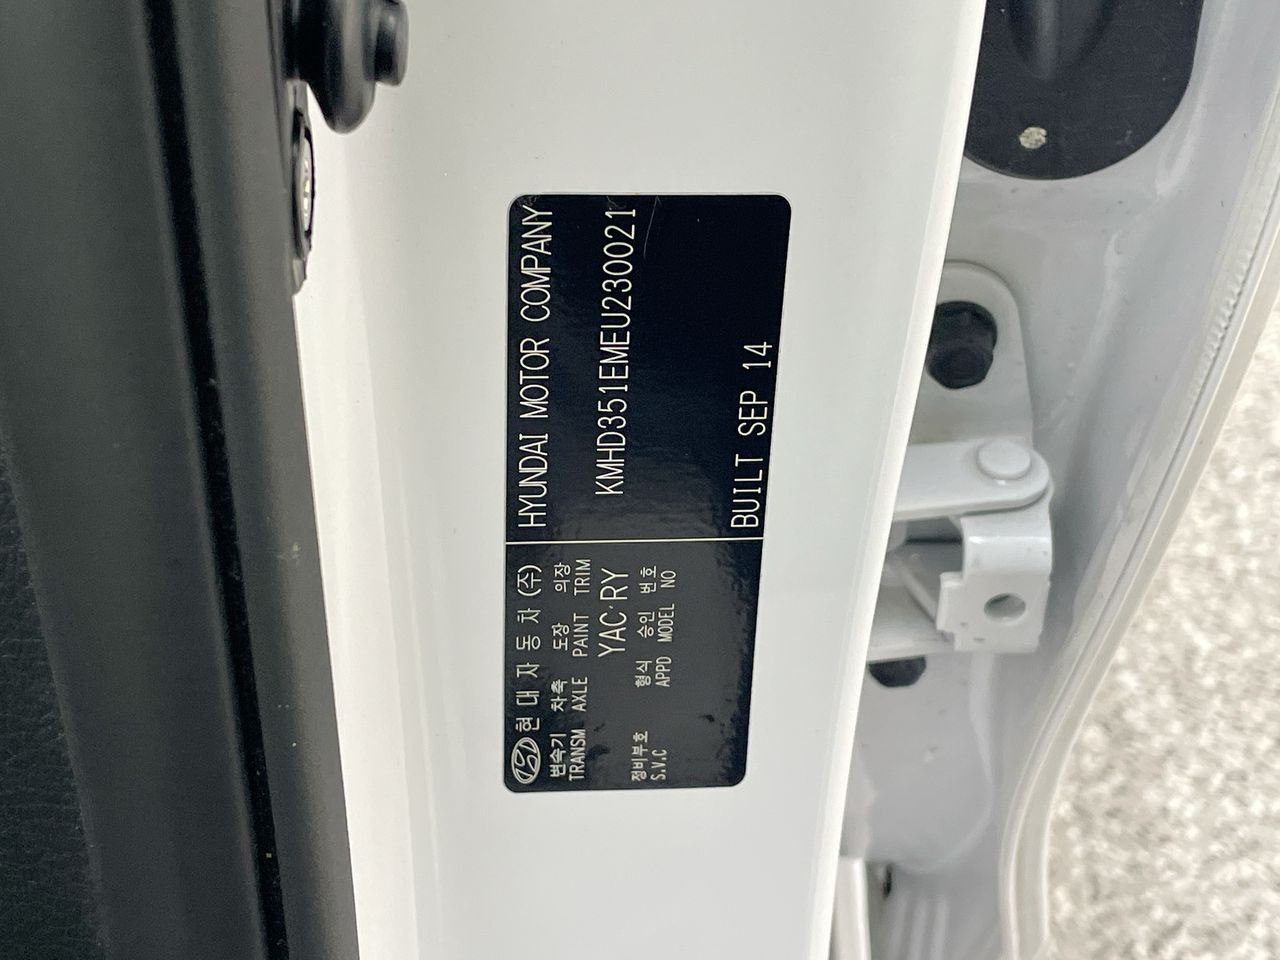 현대자동차(주)
HYUNDAI MOTOR COMPANY
변속기 차축 도장 의장
TRANSM AXLE PAINT TRIM
YAC RY
KMHD351EMEU230021
정비부호 형식 승인 번호
S.V.C APPD MODEL NO
BUILT SEP 14